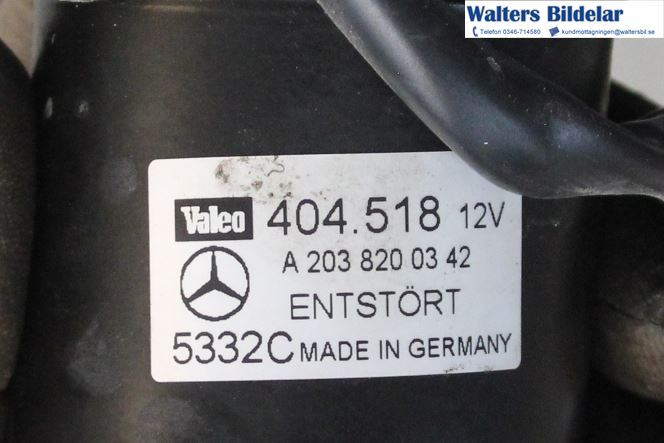 Walters Bildelar
Telefon 0346-714580 kundmottagningen@waltersbil.se
Valeo 404.518 12V
A 203 820 03 42
ENTSTÖRT
5332C MADE IN GERMANY